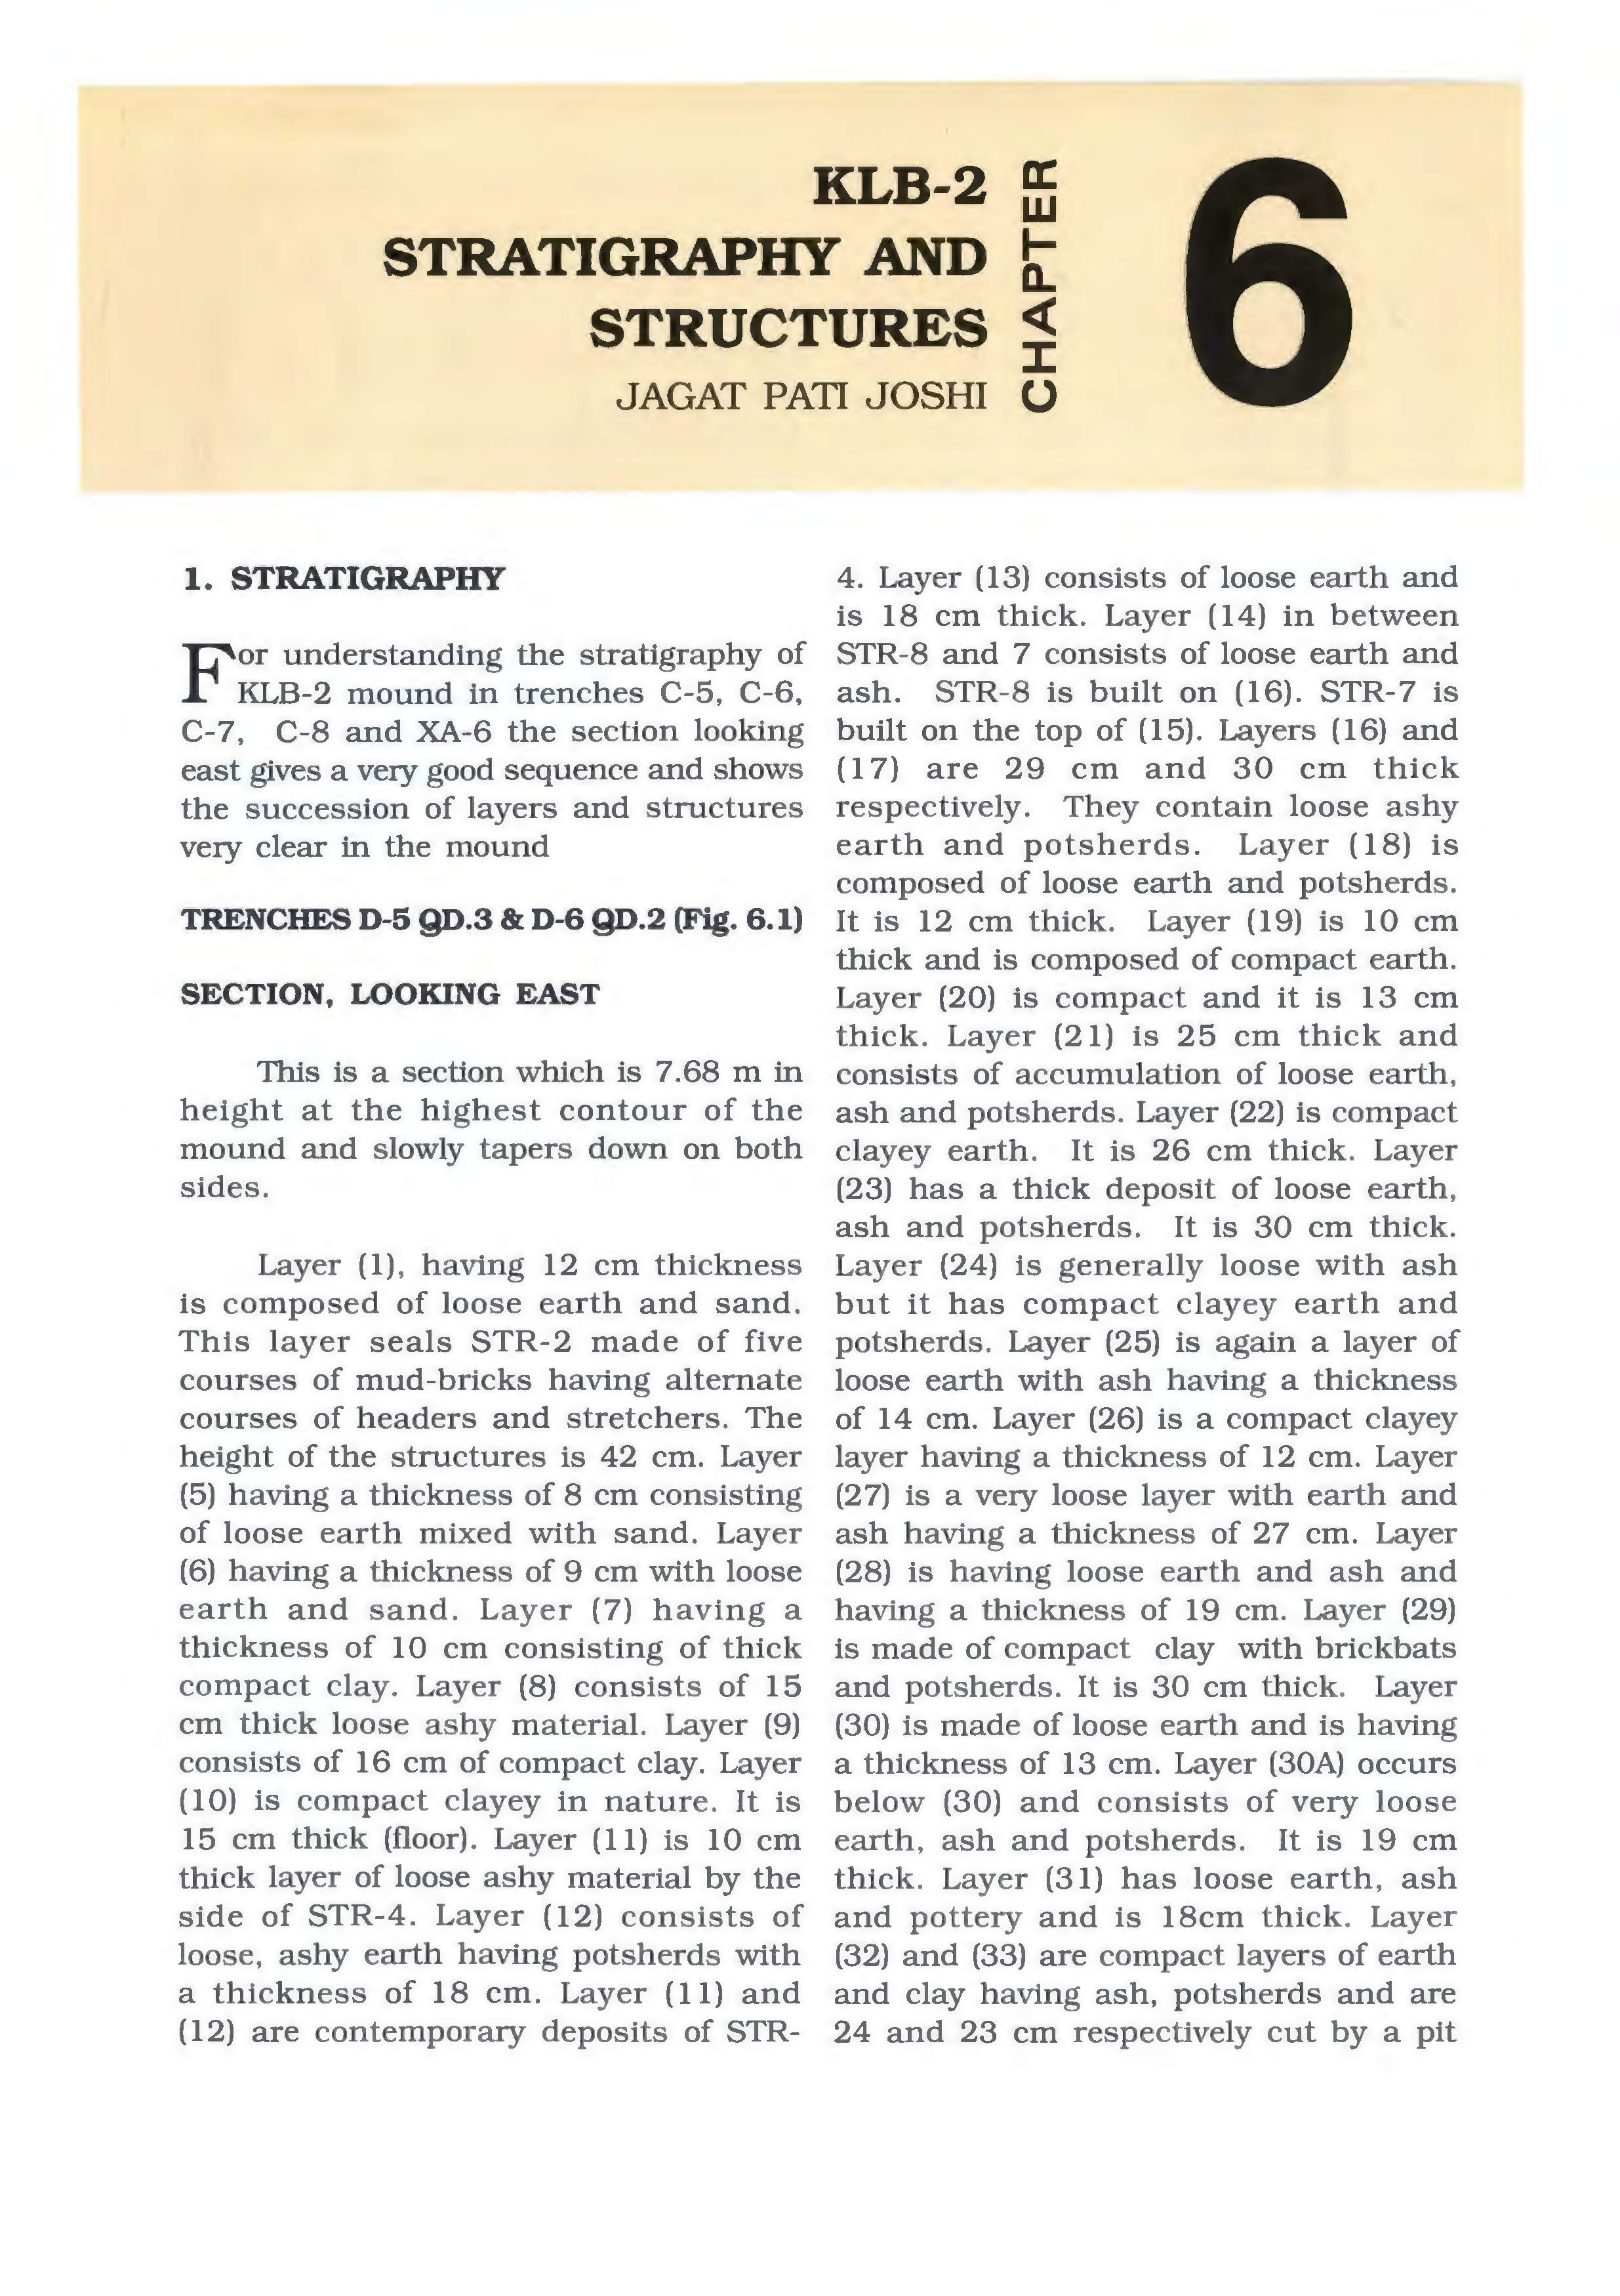 KLB-2
STRATIGRAPHY AND
STRUCTURES
JAGAT PATI JOSHI
CHAPTER
6
1. STRATIGRAPHY
For understanding the stratigraphy of
KLB-2 mound in trenches C-5, C-6,
C-7, C-8 and XA-6 the section looking
east gives a very good sequence and shows
the succession of layers and structures
very clear in the mound
TRENCHES D-5 QD.3 & D-6 QD.2 (Fig. 6.1)
SECTION, LOOKING EAST
This is a section which is 7.68 m in
height at the highest contour of the
mound and slowly tapers down on both
sides.
Layer (1), having 12 cm thickness
is composed of loose earth and sand.
This layer seals STR-2 made of five
courses of mud-bricks having alternate
courses of headers and stretchers. The
height of the structures is 42 cm. Layer
(5) having a thickness of 8 cm consisting
of loose earth mixed with sand. Layer
(6) having a thickness of 9 cm with loose
earth and sand. Layer (7) having a
thickness of 10 cm consisting of thick
compact clay. Layer (8) consists of 15
cm thick loose ashy material. Layer (9)
consists of 16 cm of compact clay. Layer
(10) is compact clayey in nature. It is
15 cm thick (floor). Layer (11) is 10 cm
thick layer of loose ashy material by the
side of STR-4. Layer (12) consists of
loose, ashy earth having potsherds with
a thickness of 18 cm. Layer (11) and
(12) are contemporary deposits of STR-
4. Layer (13) consists of loose earth and
is 18 cm thick. Layer (14) in between
STR-8 and 7 consists of loose earth and
ash. STR-8 is built on (16). STR-7 is
built on the top of (15). Layers (16) and
(17) are 29 cm and 30 cm thick
respectively. They contain loose ashy
earth and potsherds. Layer (18) is
composed of loose earth and potsherds.
It is 12 cm thick. Layer (19) is 10 cm
thick and is composed of compact earth.
Layer (20) is compact and it is 13 cm
thick. Layer (21) is 25 cm thick and
consists of accumulation of loose earth,
ash and potsherds. Layer (22) is compact
clayey earth. It is 26 cm thick. Layer
(23) has a thick deposit of loose earth,
ash and potsherds. It is 30 cm thick.
Layer (24) is generally loose with ash
but it has compact clayey earth and
potsherds. Layer (25) is again a layer of
loose earth with ash having a thickness
of 14 cm. Layer (26) is a compact clayey
layer having a thickness of 12 cm. Layer
(27) is a very loose layer with earth and
ash having a thickness of 27 cm. Layer
(28) is having loose earth and ash and
having a thickness of 19 cm. Layer (29)
is made of compact clay with brickbats
and potsherds. It is 30 cm thick. Layer
(30) is made of loose earth and is having
a thickness of 13 cm. Layer (30A) occurs
below (30) and consists of very loose
earth, ash and potsherds. It is 19 cm
thick. Layer (31) has loose earth, ash
and pottery and is 18cm thick. Layer
(32) and (33) are compact layers of earth
and clay having ash, potsherds and are
24 and 23 cm respectively cut by a pit